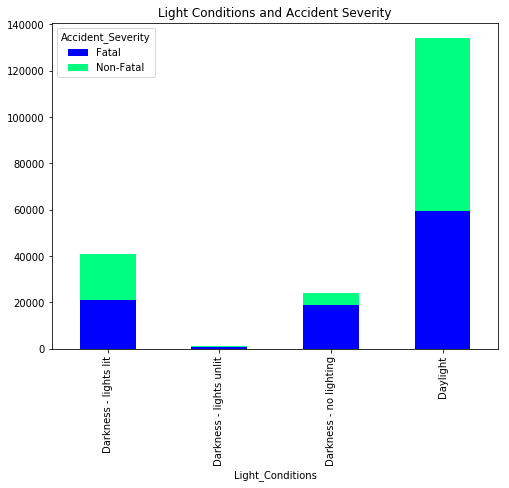 Light Conditions and Accident Severity
Accident_Severity
Fatal
Non-Fatal
140000
120000
100000
80000
60000
40000
20000
0
Darkness - lights lit
Darkness - lights unlit
Darkness - no lighting
Daylight
Light_Conditions